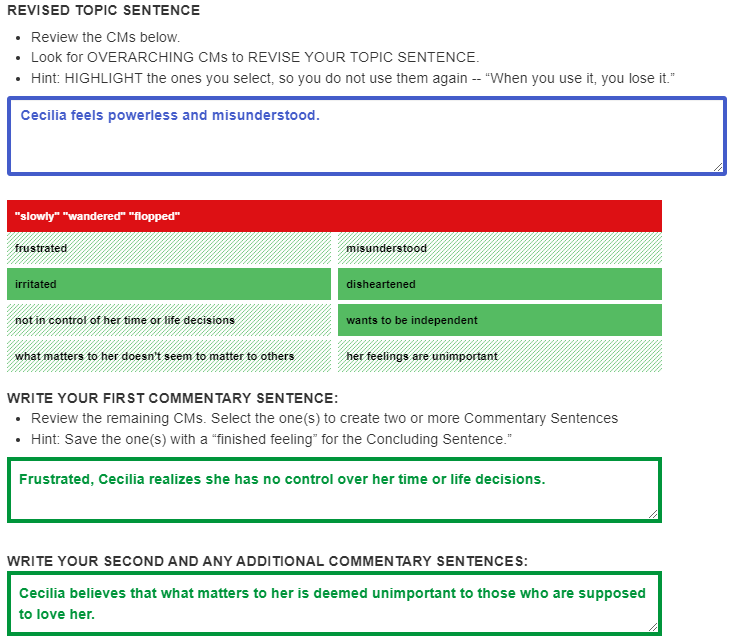 REVISED TOPIC SENTENCE
• Review the CMs below.
• Look for OVERARCHING CMs to REVISE YOUR TOPIC SENTENCE.
• Hint: HIGHLIGHT the ones you select, so you do not use them again -- “When you use it, you lose it.”
Cecilia feels powerless and misunderstood.
"slowly" "wandered" "flopped"
frustrated misunderstood
irritated disheartened
not in control of her time or life decisions wants to be independent
what matters to her doesn't seem to matter to others her feelings are unimportant
WRITE YOUR FIRST COMMENTARY SENTENCE:
• Review the remaining CMs. Select the one(s) to create two or more Commentary Sentences
• Hint: Save the one(s) with a “finished feeling” for the Concluding Sentence.”
Frustrated, Cecilia realizes she has no control over her time or life decisions.
WRITE YOUR SECOND AND ANY ADDITIONAL COMMENTARY SENTENCES:
Cecilia believes that what matters to her is deemed unimportant to those who are supposed
to love her.